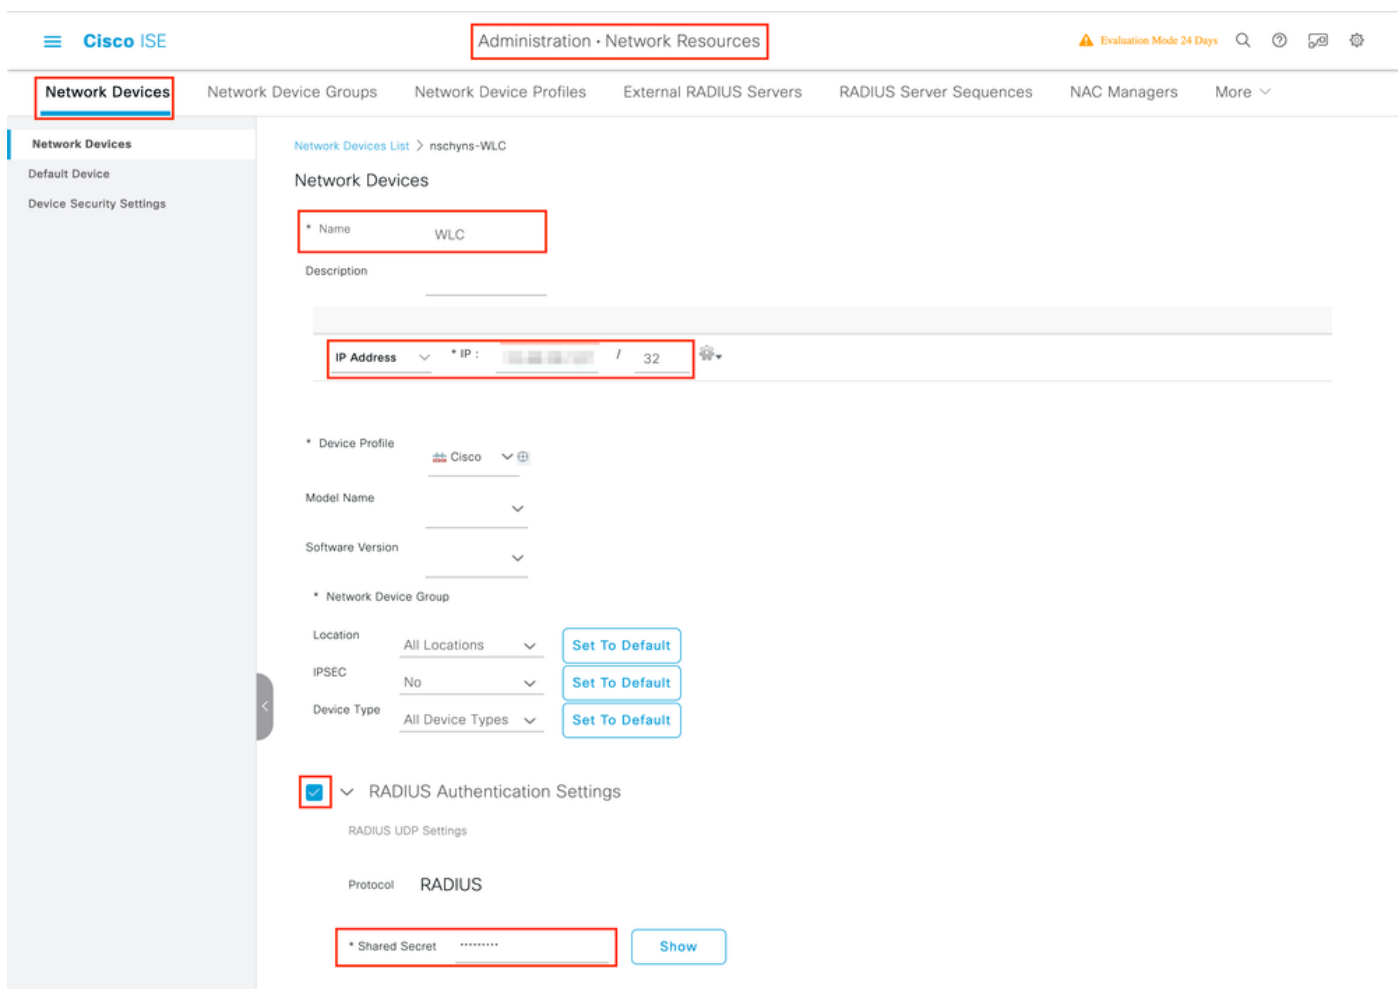 Cisco ISE
Administration · Network Resources
Evaluation Mode 24 Days
Network Devices
Network Device Groups
Network Device Profiles
External RADIUS Servers
RADIUS Server Sequences
NAC Managers
More
Network Devices
Default Device
Device Security Settings
Network Devices List > nschyns-WLC
Network Devices
* Name WLC
Description
IP Address * IP : / 32
* Device Profile
Cisco
Model Name
Software Version
* Network Device Group
Location All Locations Set To Default
IPSEC No Set To Default
Device Type All Device Types Set To Default
RADIUS Authentication Settings
RADIUS UDP Settings
Protocol RADIUS
* Shared Secret ········· Show